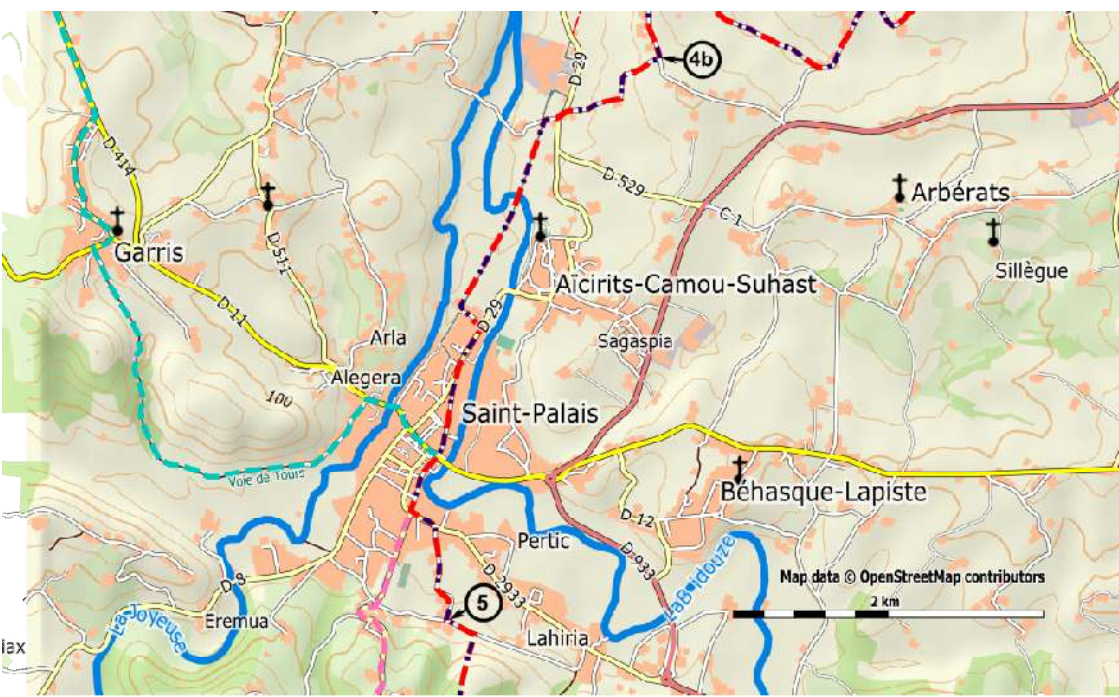 D-29
4b
D-414
D-529
C-1
Arbérats
Garris
D-511
Sillègue
D-11
Aïcirits-Camou-Suhast
D-29
Arla
Sagaspia
Alegera
100
Saint-Palais
Voie de Tours
Béhasque-Lapiste
D-12
Pertic
D-933
La Bidouze
Map data © OpenStreetMap contributors
D-8
D-2933
2 km
5
La Joyeuse
Eremua
Lahiria
iax